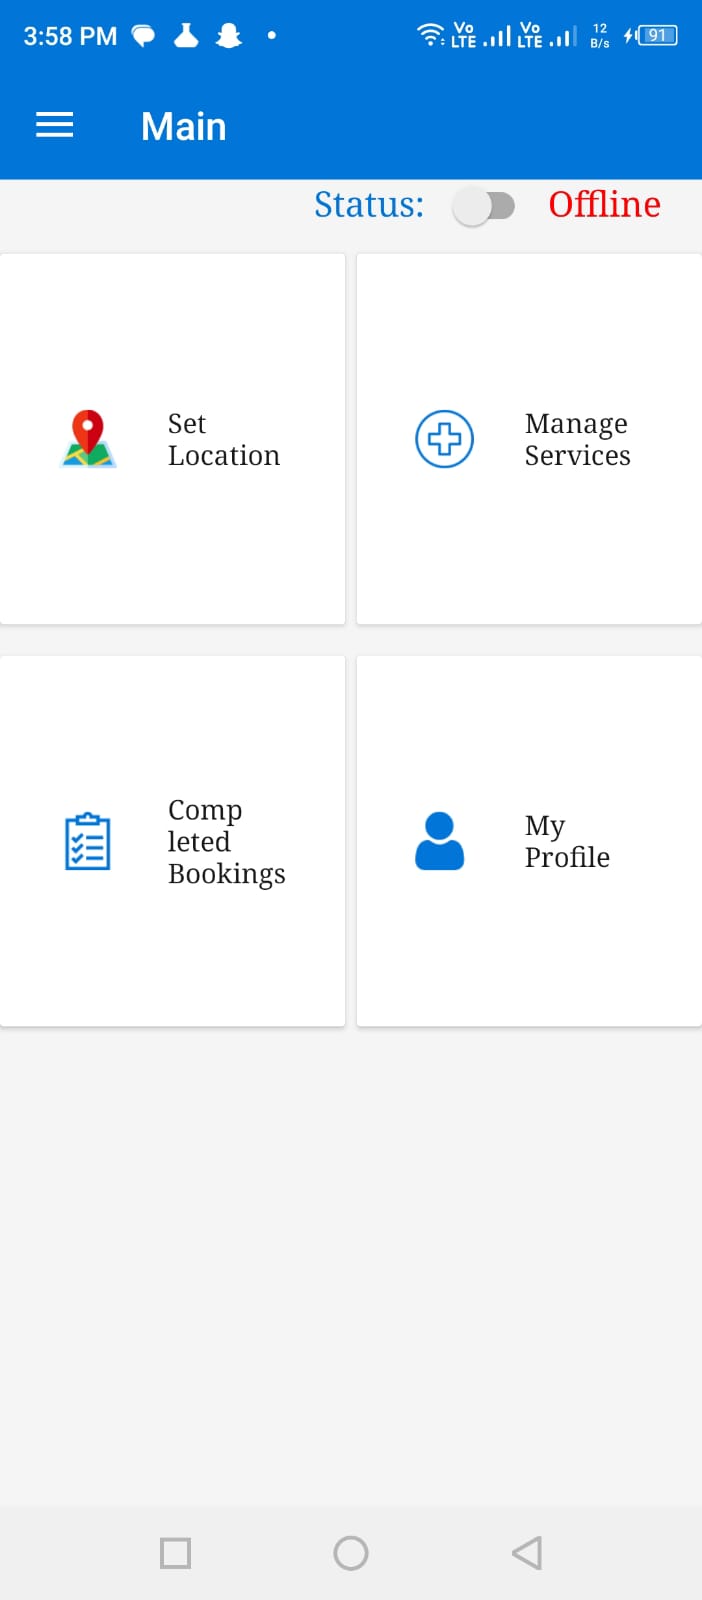 3:58 PM
Vo LTE Vo LTE 12 B/s 91
Main
Status: Offline
Set
Location
Manage
Services
Comp
leted
Bookings
My
Profile